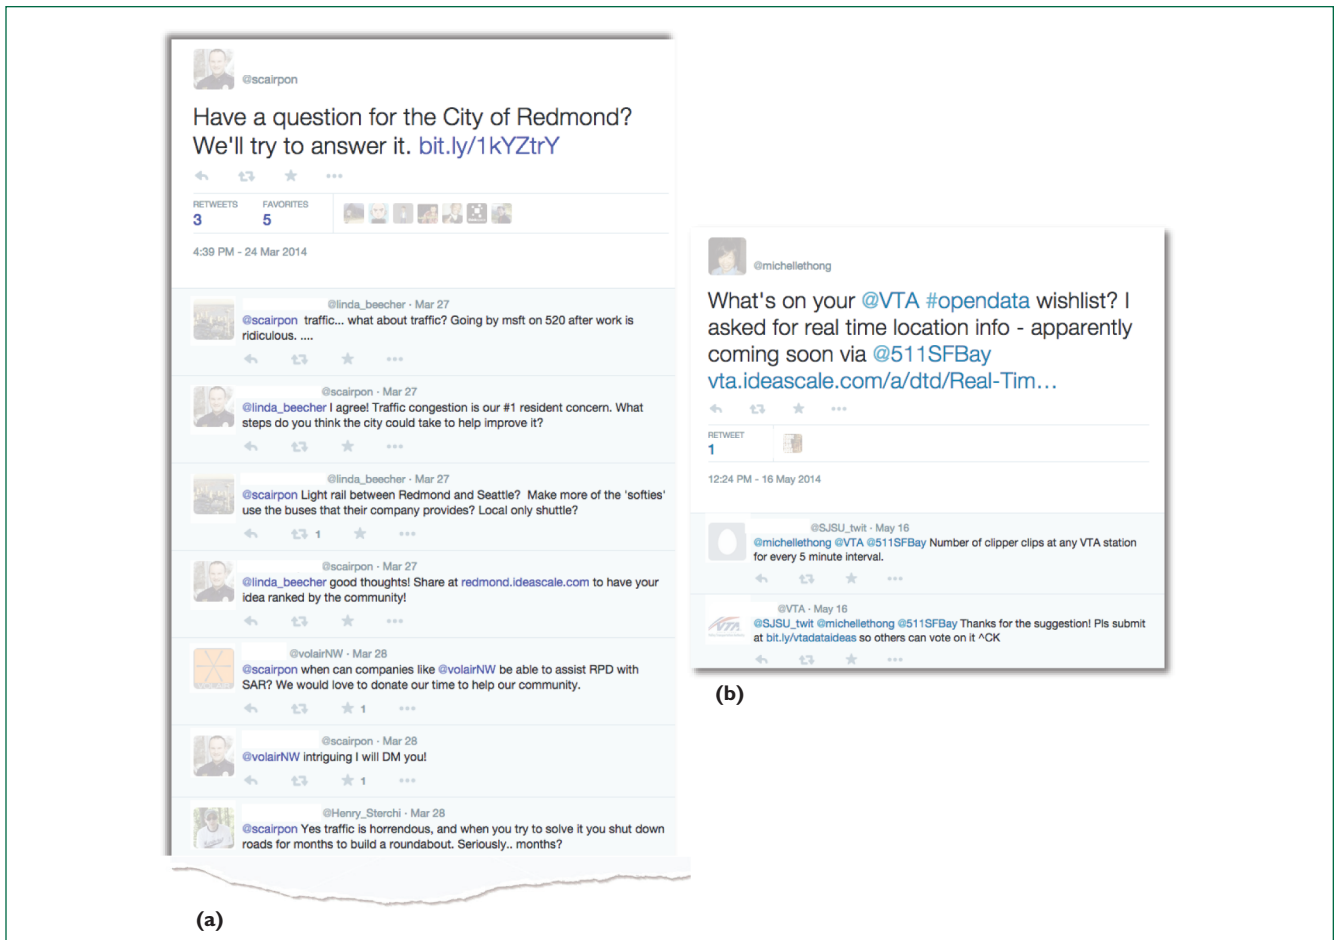 @scairpon
Have a question for the City of Redmond?
We'll try to answer it. bit.ly/1kYZtrY
RETWEETS FAVORITES
3 5
4:39 PM - 24 Mar 2014
@linda_beecher · Mar 27
@scairpon traffic... what about traffic? Going by msft on 520 after work is
ridiculous. ....
@scairpon · Mar 27
@linda_beecher I agree! Traffic congestion is our #1 resident concern. What
steps do you think the city could take to help improve it?
@linda_beecher · Mar 27
@scairpon Light rail between Redmond and Seattle? Make more of the 'softies'
use the buses that their company provides? Local only shuttle?
1
@scairpon · Mar 27
@linda_beecher good thoughts! Share at redmond.ideascale.com to have your
idea ranked by the community!
@volairNW · Mar 28
@scairpon when can companies like @volairNW be able to assist RPD with
SAR? We would love to donate our time to help our community.
1
@scairpon · Mar 28
@volairNW intriguing I will DM you!
1
@Henry_Sterchi · Mar 28
@scairpon Yes traffic is horrendous, and when you try to solve it you shut down
roads for months to build a roundabout. Seriously.. months?
(a)
@michellethong
What's on your @VTA #opendata wishlist? I
asked for real time location info - apparently
coming soon via @511SFBay
vta.ideascale.com/a/dtd/Real-Tim...
RETWEET
1
12:24 PM - 16 May 2014
@SJSU_twit · May 16
@michellethong @VTA @511SFBay Number of clipper clips at any VTA station
for every 5 minute interval.
@VTA · May 16
VTA
@SJSU_twit @michellethong @511SFBay Thanks for the suggestion! Pls submit
at bit.ly/vtadataideas so others can vote on it ^CK
(b)